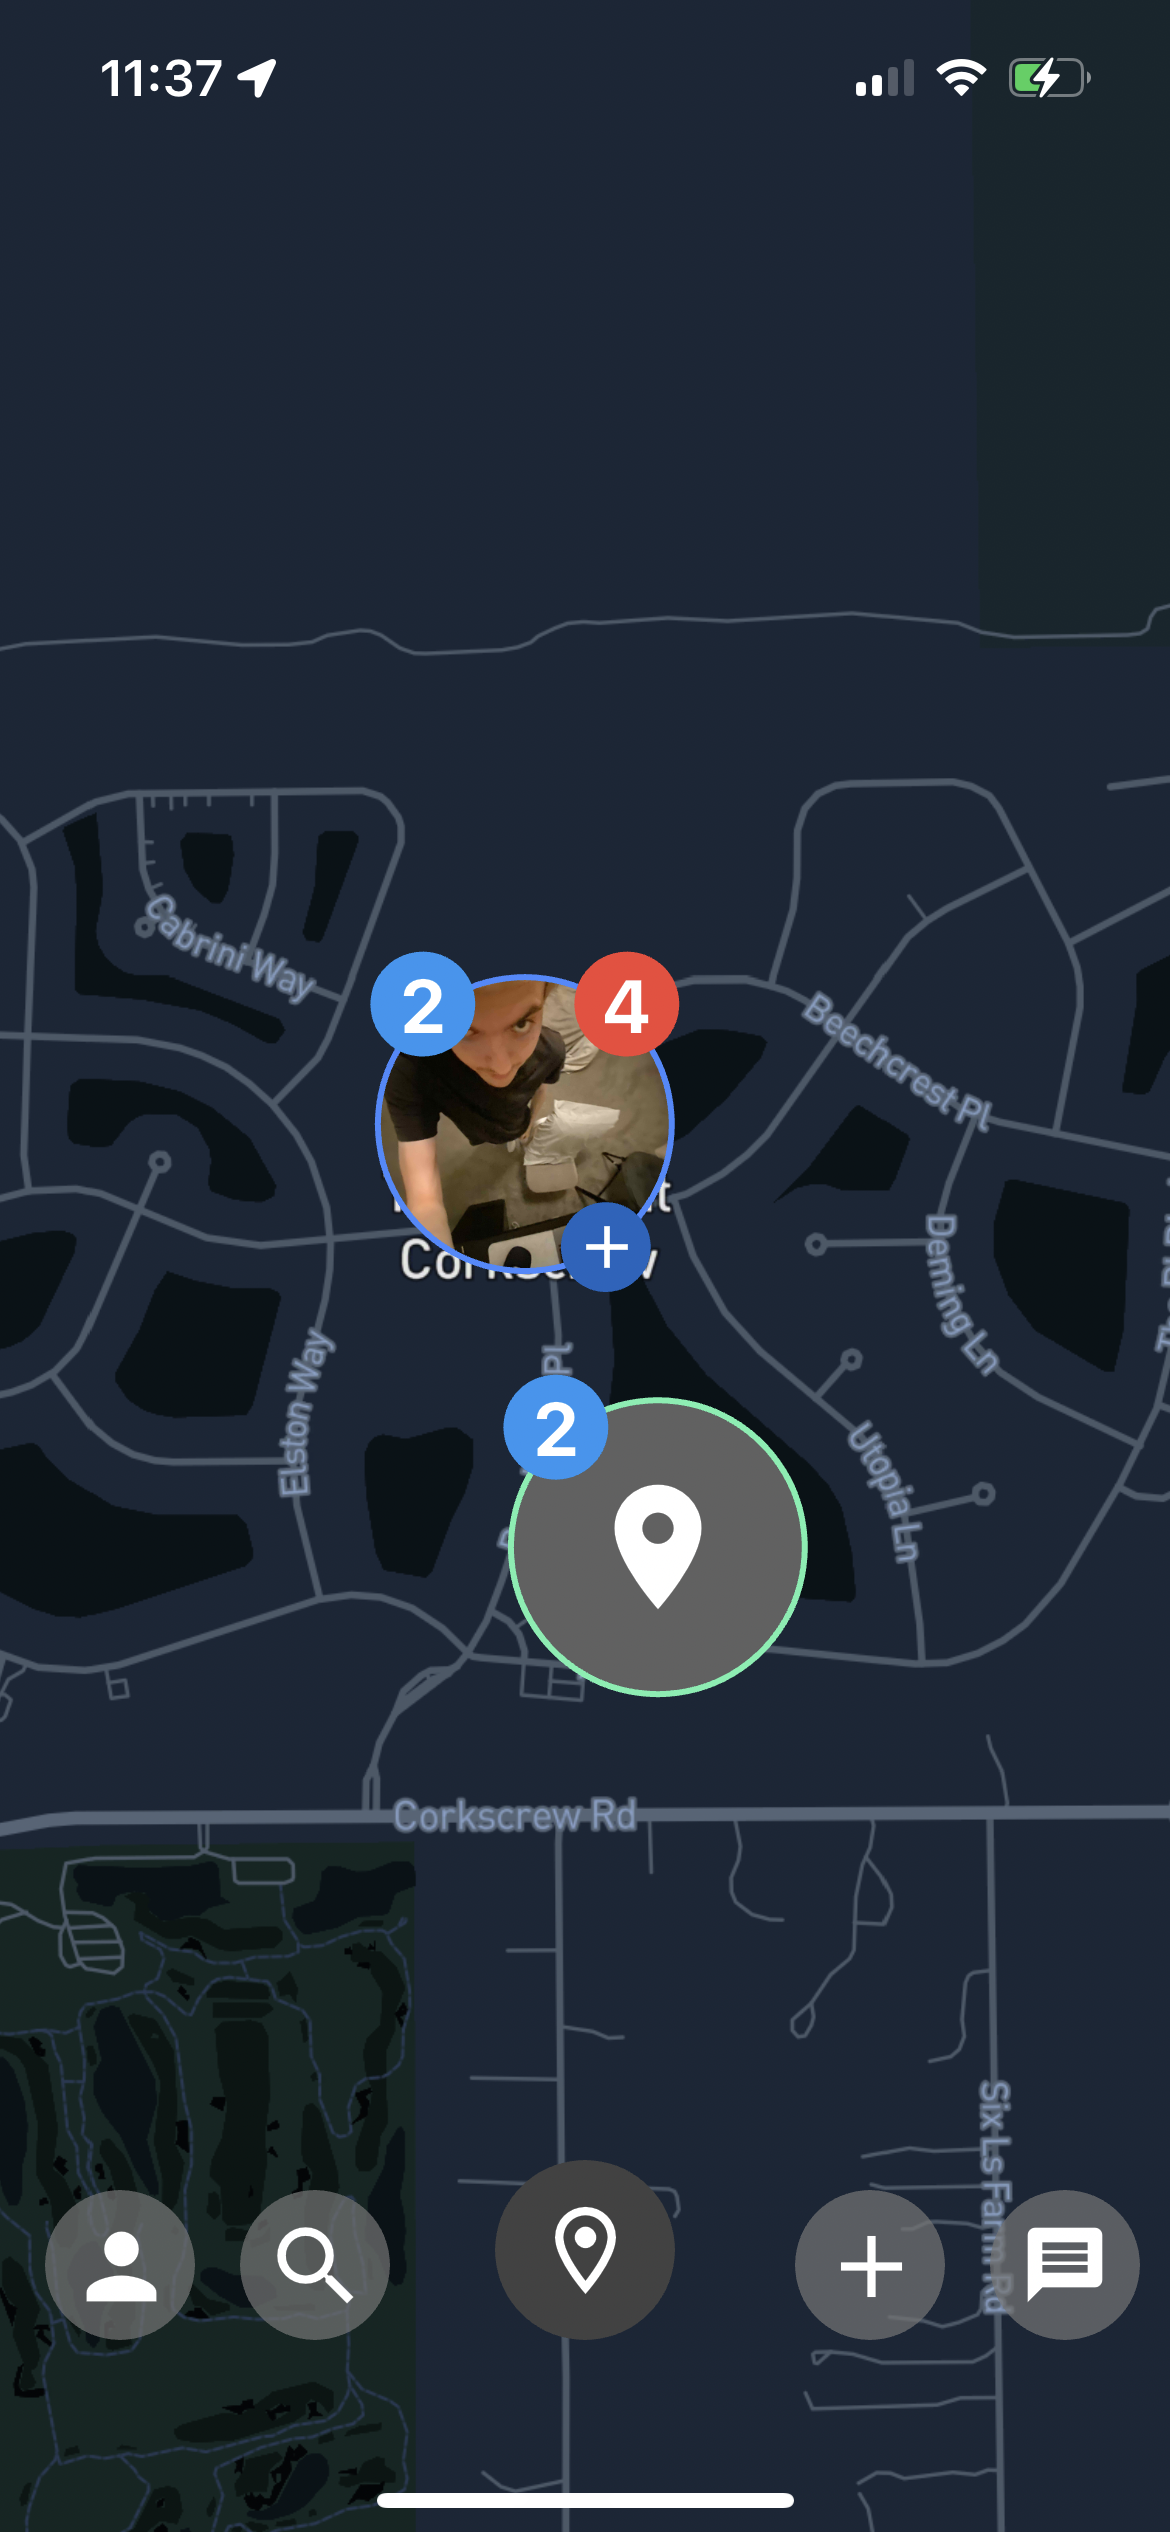 11:37
Cabrini Way
2
4
Beechcrest Pl
Deming Ln
Elston Way
Pl
2
Utopia Ln
Corkscrew Rd
Six Ls Farm Rd